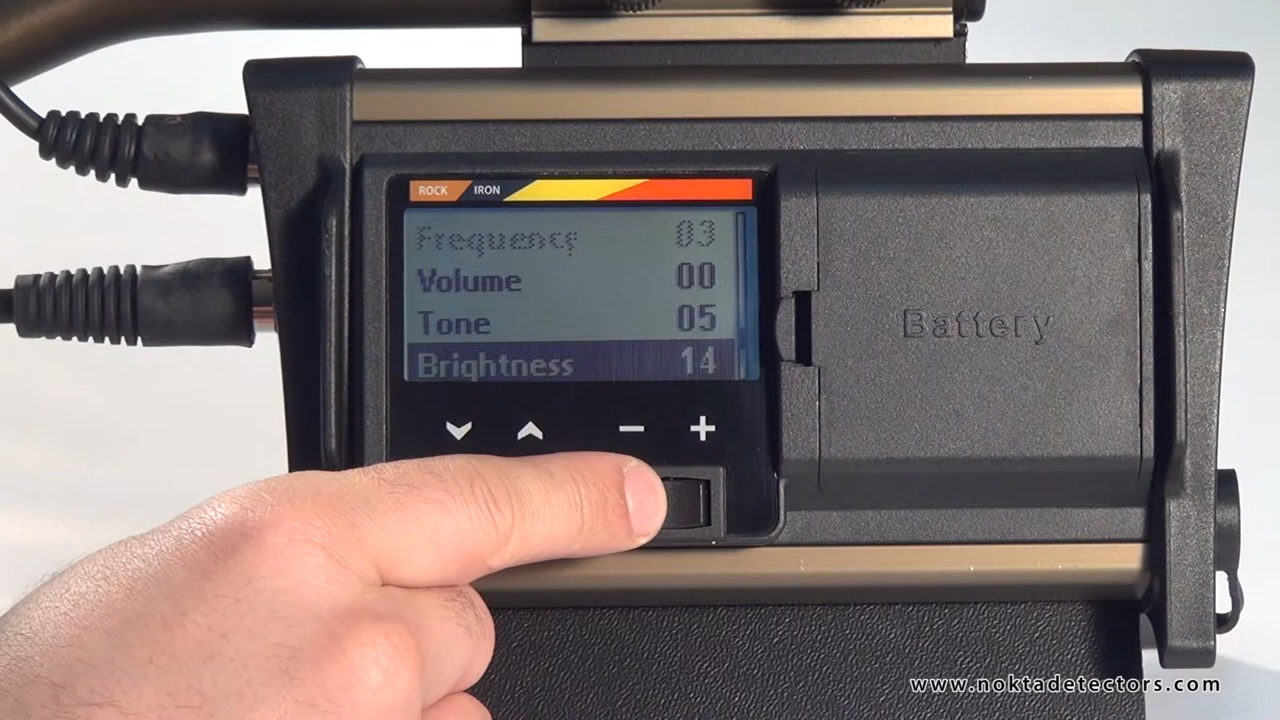 ROCK IRON
Frequency 03
Volume 00
Tone 05
Brightness 14
Battery
www.noktadetectors.com